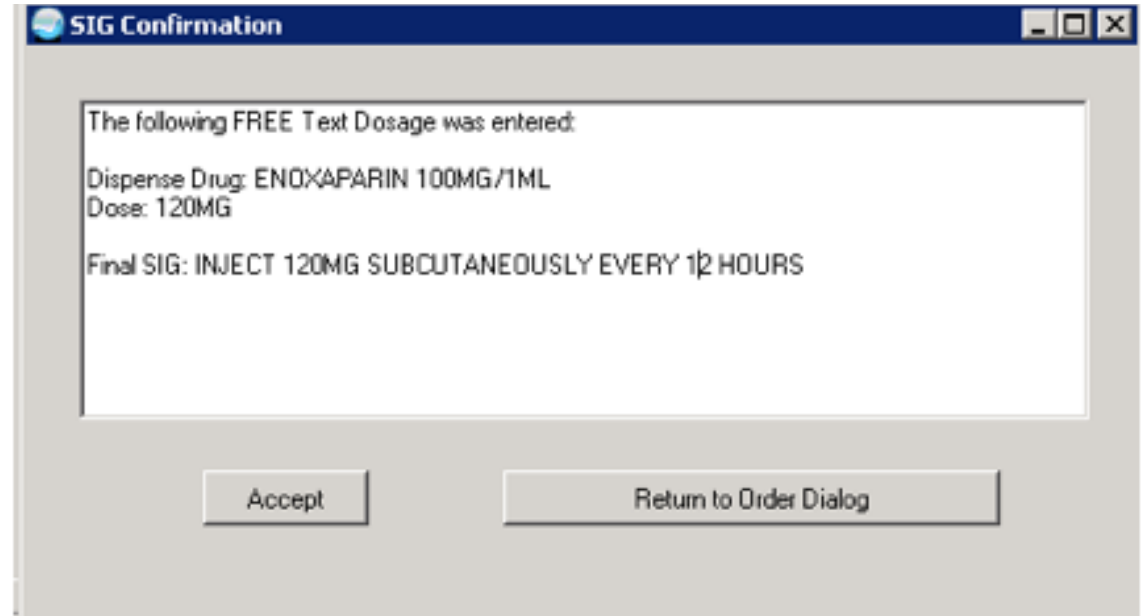 SIG Confirmation
The following FREE Text Dosage was entered:
Dispense Drug: ENOXAPARIN 100MG/1ML
Dose: 120MG
Final SIG: INJECT 120MG SUBCUTANEOUSLY EVERY 12 HOURS
Accept
Return to Order Dialog